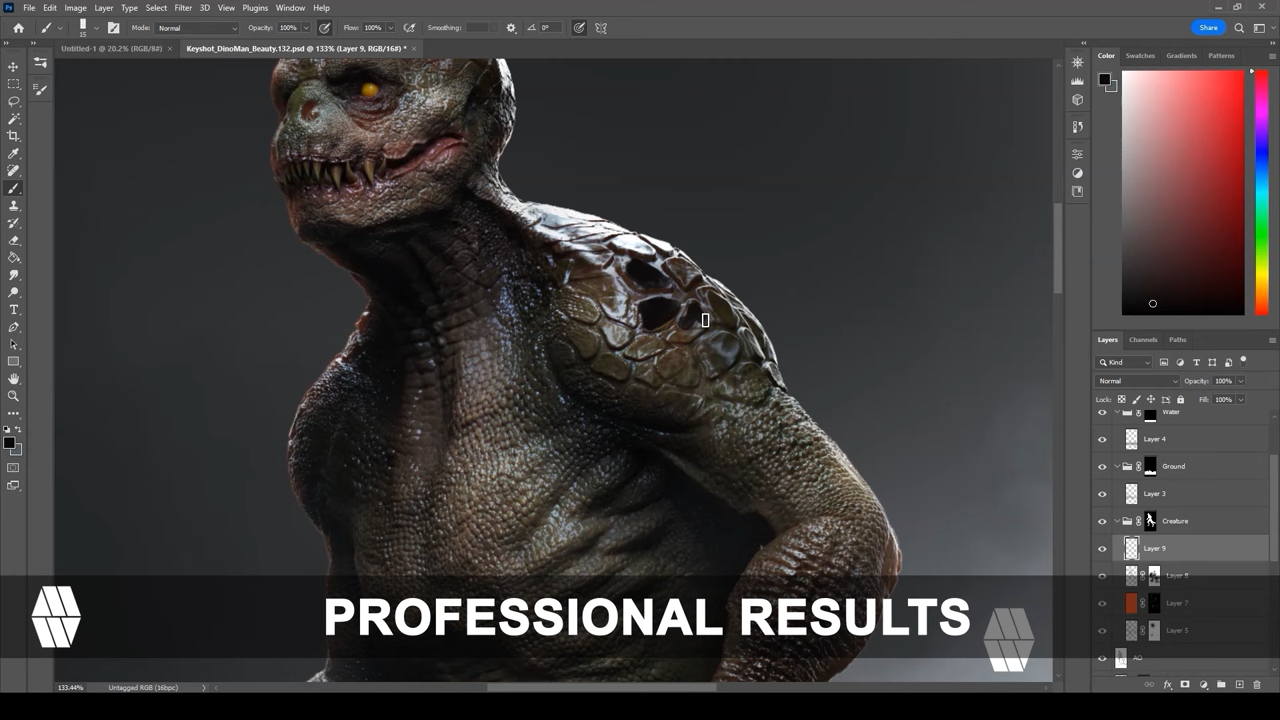 Ps File Edit Image Layer Type Select Filter 3D View Plugins Window Help
15 Mode: Normal Opacity: 100% Flow: 100% Smoothing: 0° Share
Untitled-1 @ 20.2% (RGB/8#) × Keyshot_DinoMan_Beauty.132.psd @ 133% (Layer 9, RGB/16#) * ×
Color Swatches Gradients Patterns
Layers Channels Paths
Kind
Normal Opacity: 100%
Lock: Fill: 100%
Water
Layer 4
Ground
Layer 3
Creature
Layer 9
Layer 8
Layer 7
Layer 5
AO
PROFESSIONAL RESULTS
133.44% Untagged RGB (16bpc)